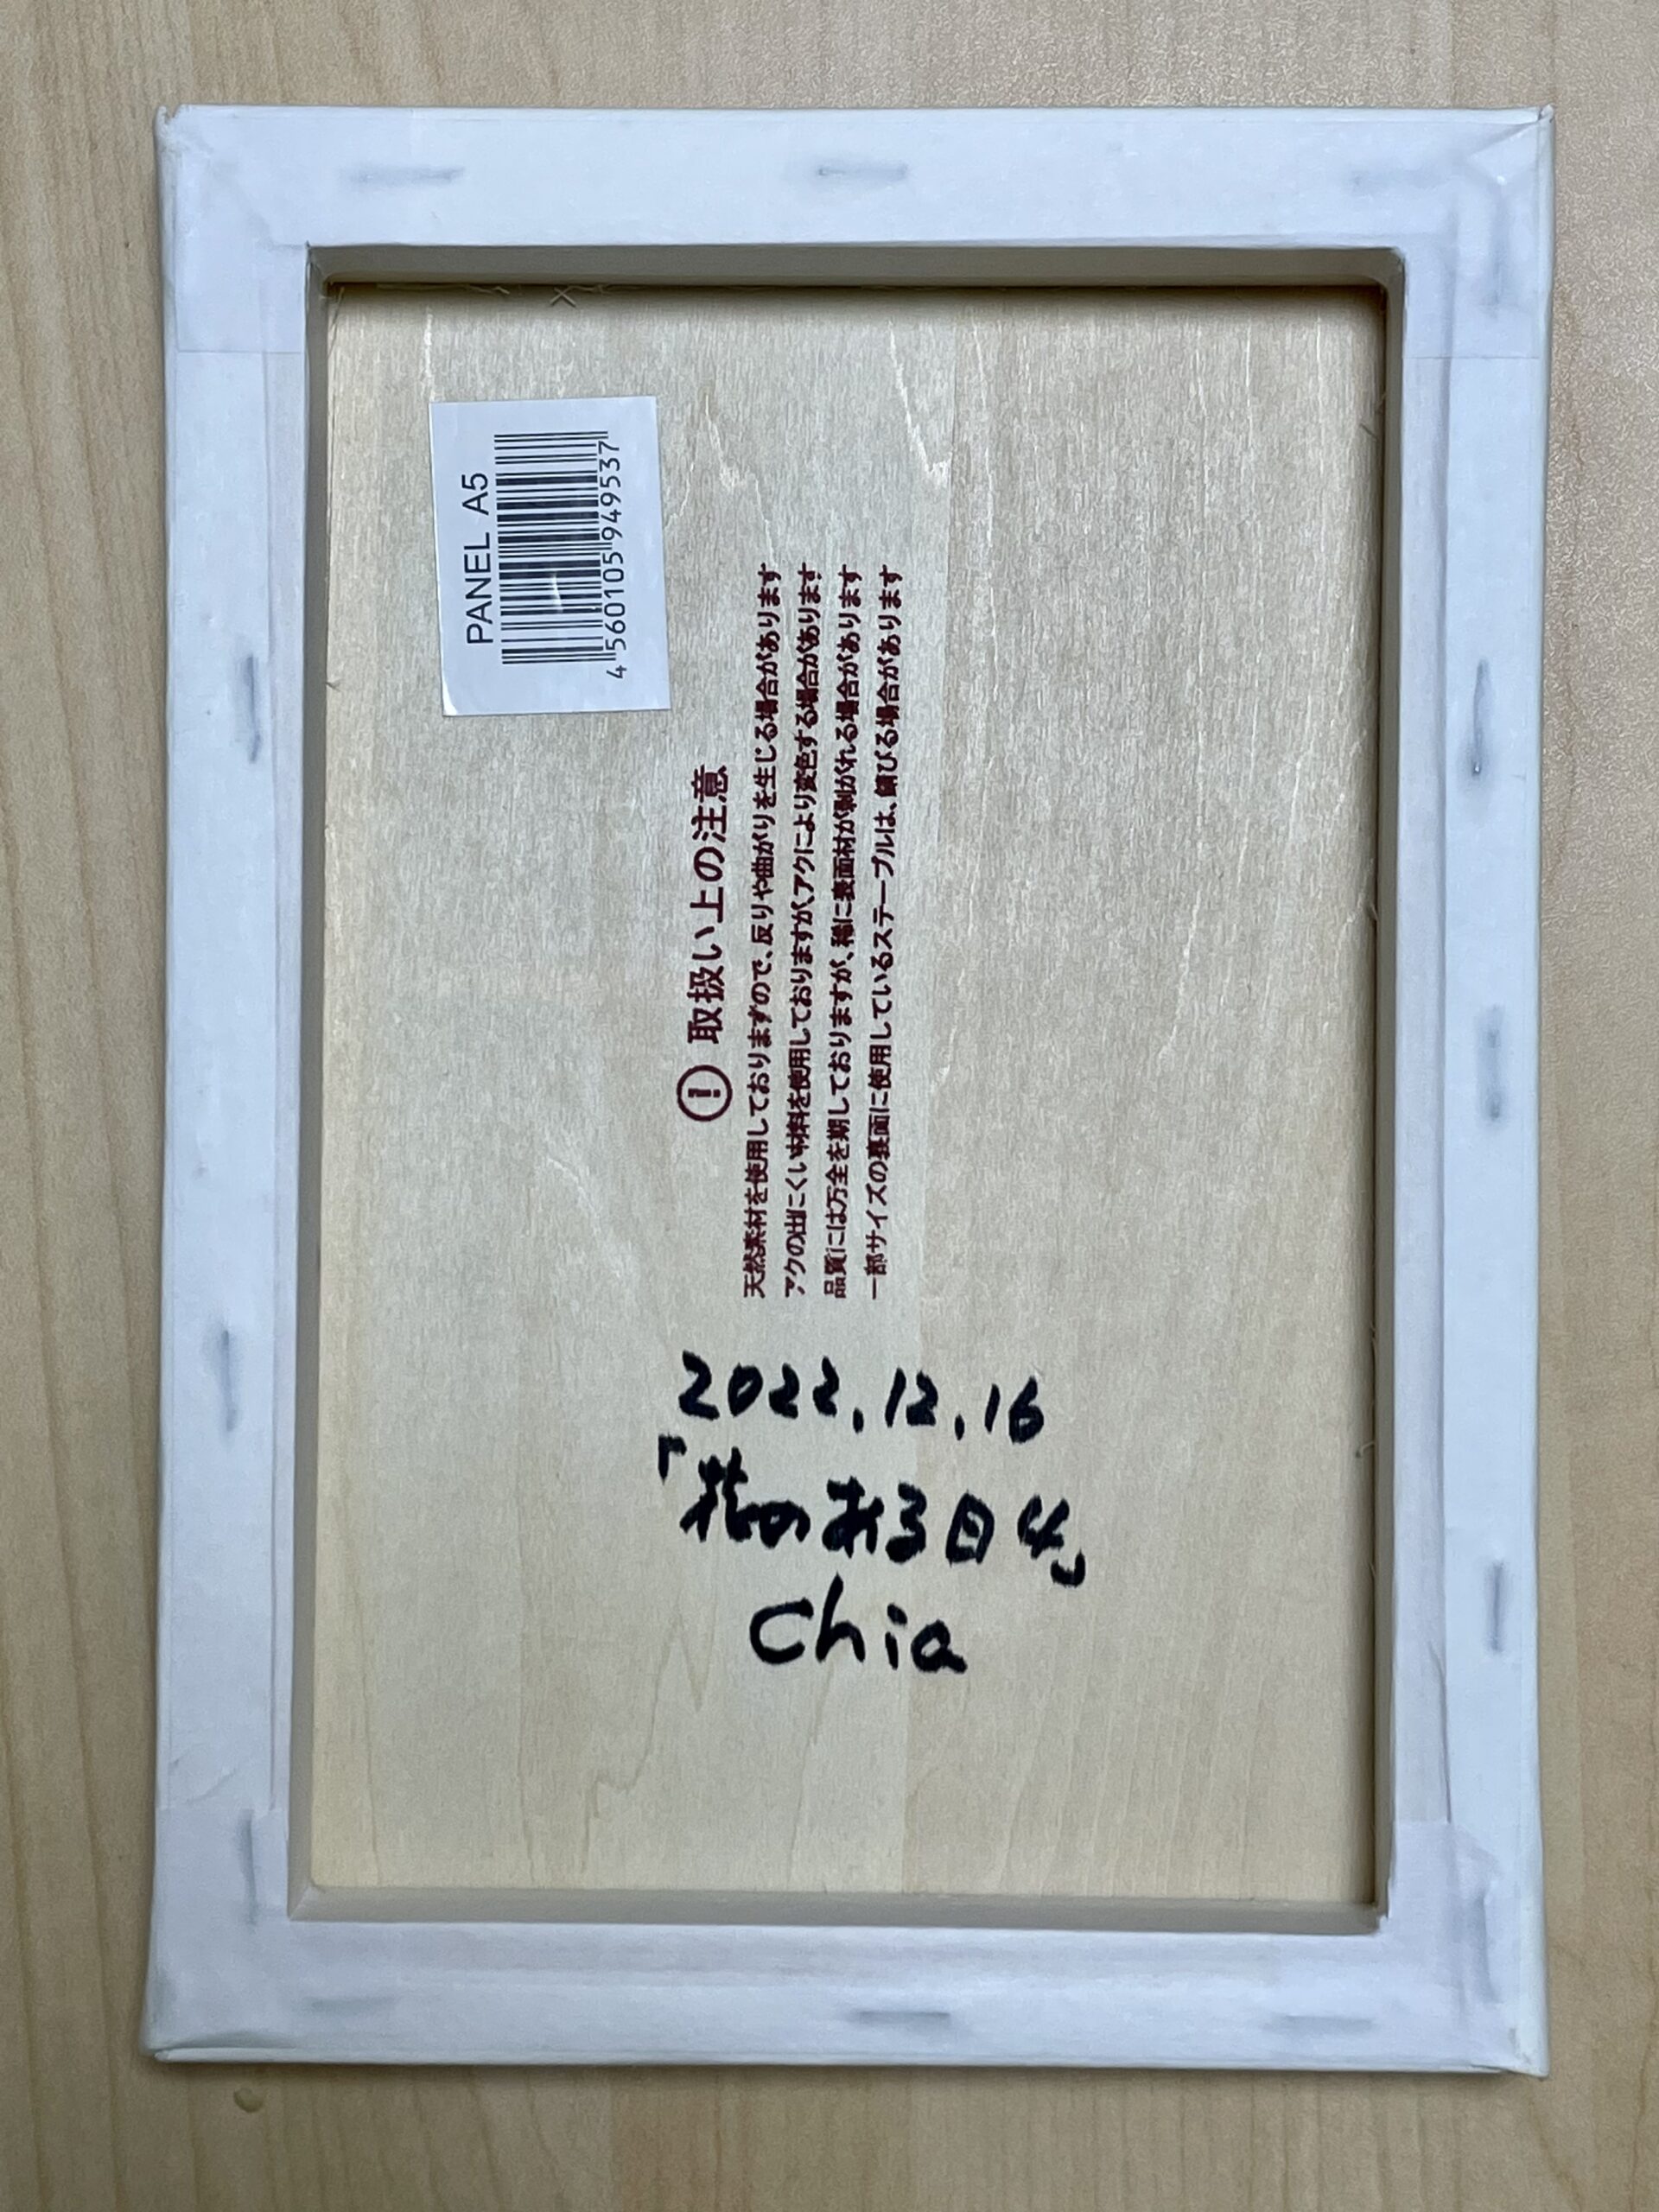 PANEL A5
4560105949537
取扱い上の注意
天然素材を使用しておりますので、反りや曲がりを生じる場合があります
アクの出にくい材料を使用しておりますが、アクにより変色する場合があります
品質には万全を期しておりますが、稀に表面材が剥がれる場合があります
一部サイズの裏面に使用しているステープルは、錆びる場合があります
2022.12.16
「花のある日4」
Chia